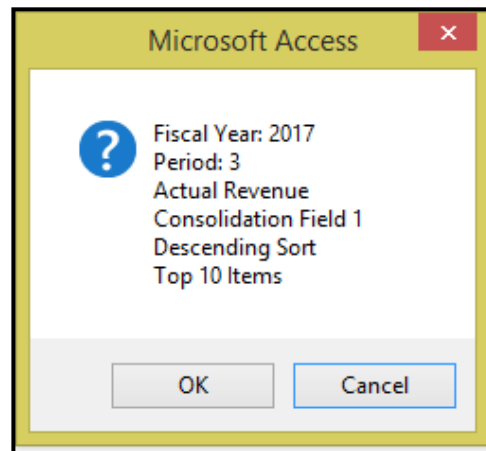 Microsoft Access
Fiscal Year: 2017
Period: 3
Actual Revenue
Consolidation Field 1
Descending Sort
Top 10 Items
OK
Cancel